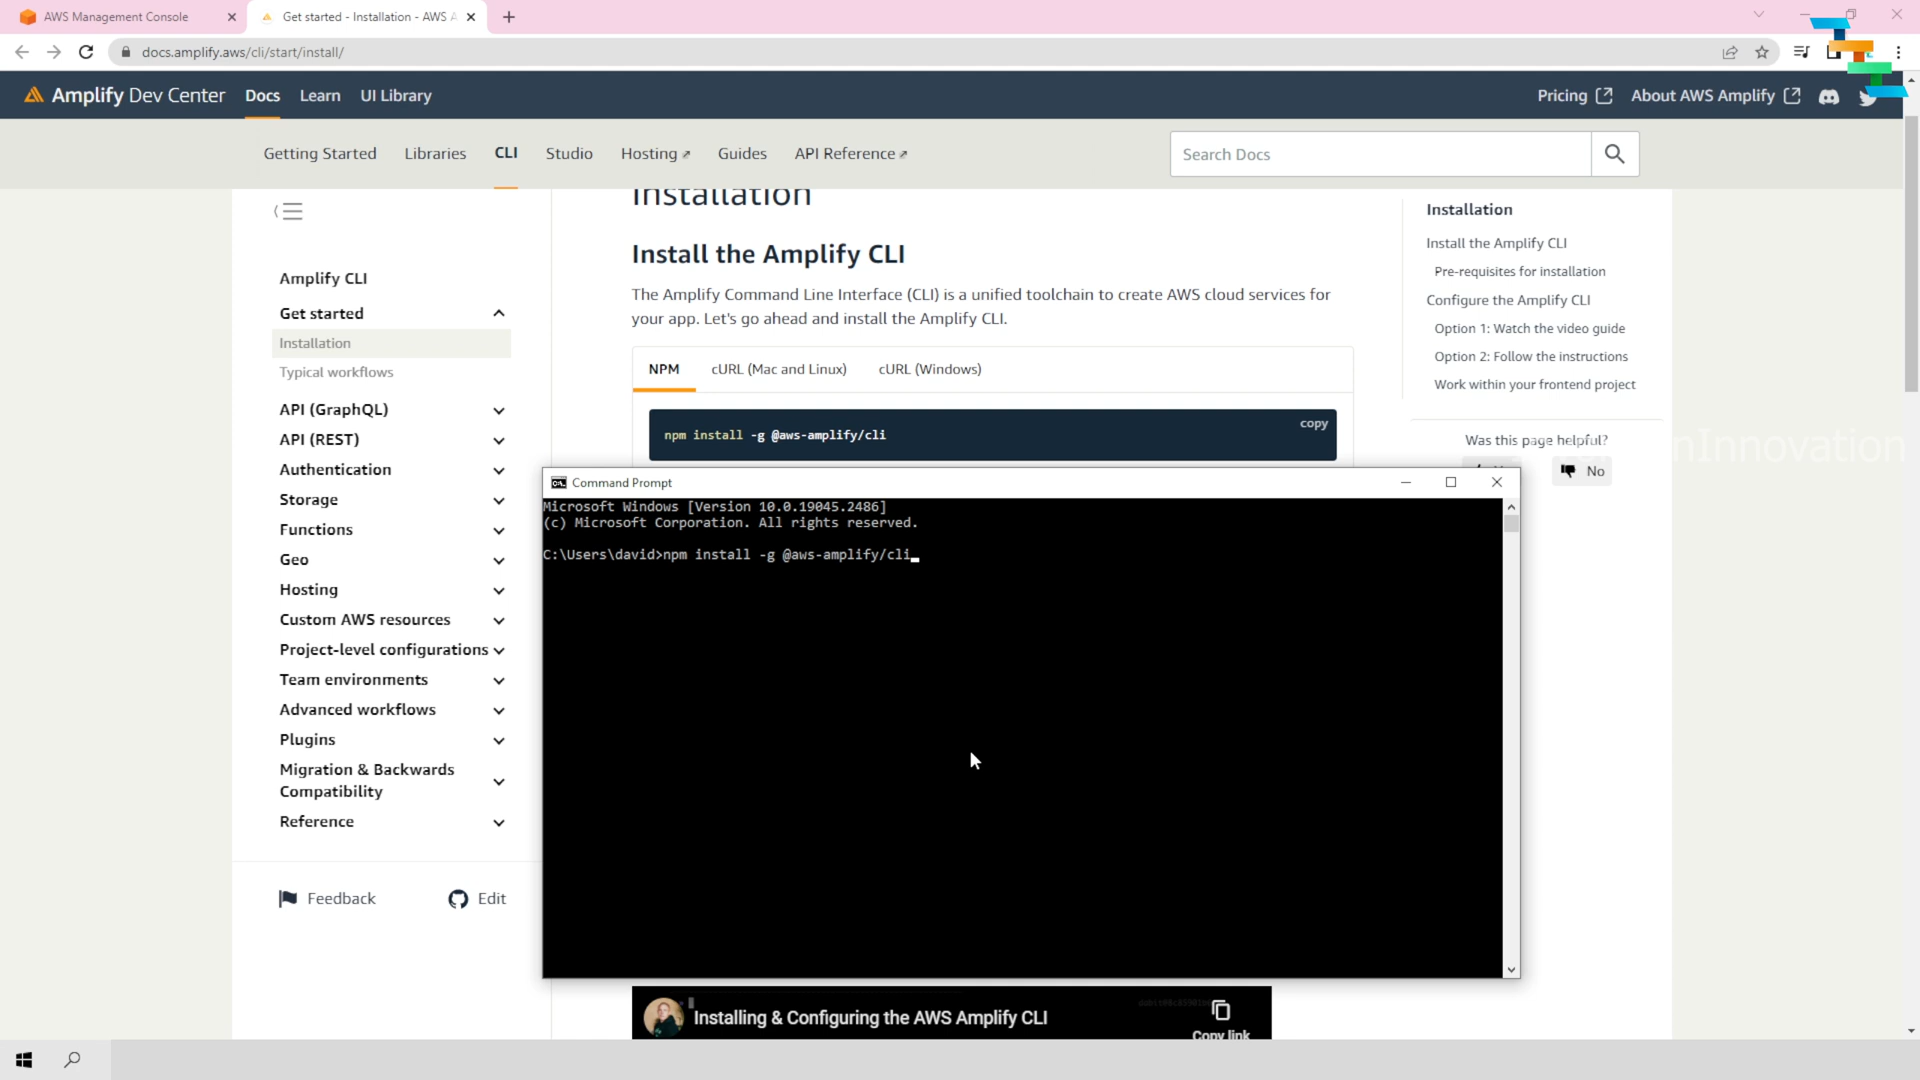 AWS Management Console
Get started - Installation - AWS A
docs.amplify.aws/cli/start/install/
Amplify Dev Center
Docs
Learn
UI Library
Pricing
About AWS Amplify
Getting Started
Libraries
CLI
Studio
Hosting
Guides
API Reference
Search Docs
Amplify CLI
Get started
Installation
Typical workflows
API (GraphQL)
API (REST)
Authentication
Storage
Functions
Geo
Hosting
Custom AWS resources
Project-level configurations
Team environments
Advanced workflows
Plugins
Migration & Backwards
Compatibility
Reference
Feedback
Edit
Installation
Install the Amplify CLI
The Amplify Command Line Interface (CLI) is a unified toolchain to create AWS cloud services for
your app. Let's go ahead and install the Amplify CLI.
NPM
cURL (Mac and Linux)
cURL (Windows)
npm install -g @aws-amplify/cli
copy
Command Prompt
Microsoft Windows [Version 10.0.19045.2486]
(c) Microsoft Corporation. All rights reserved.
C:\Users\david>npm install -g @aws-amplify/cli
Installing & Configuring the AWS Amplify CLI
Copy link
Installation
Install the Amplify CLI
Pre-requisites for installation
Configure the Amplify CLI
Option 1: Watch the video guide
Option 2: Follow the instructions
Work within your frontend project
Was this page helpful?
No
nInnovation